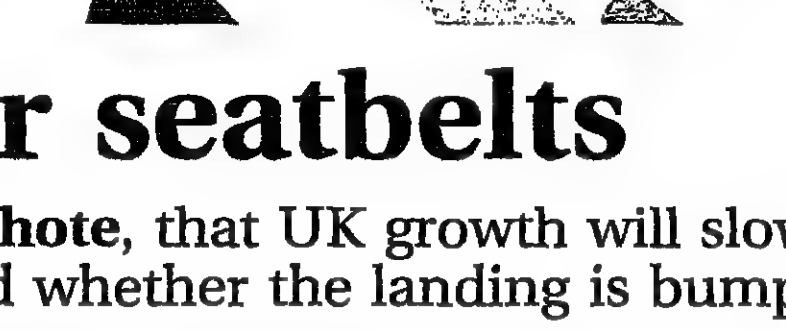 r seatbelts
hote, that UK growth will slow
d whether the landing is bump